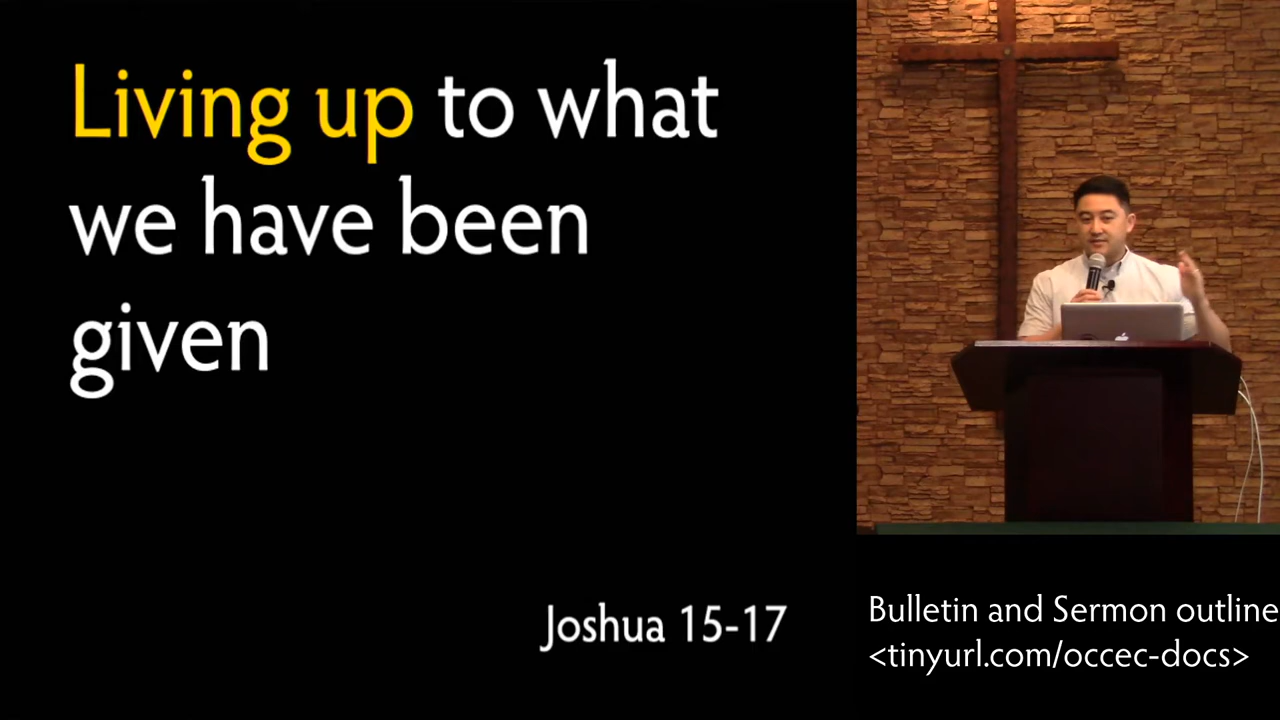 Living up to what
we have been
given
Joshua 15-17
Bulletin and Sermon outline
<tinyurl.com/occec-docs>